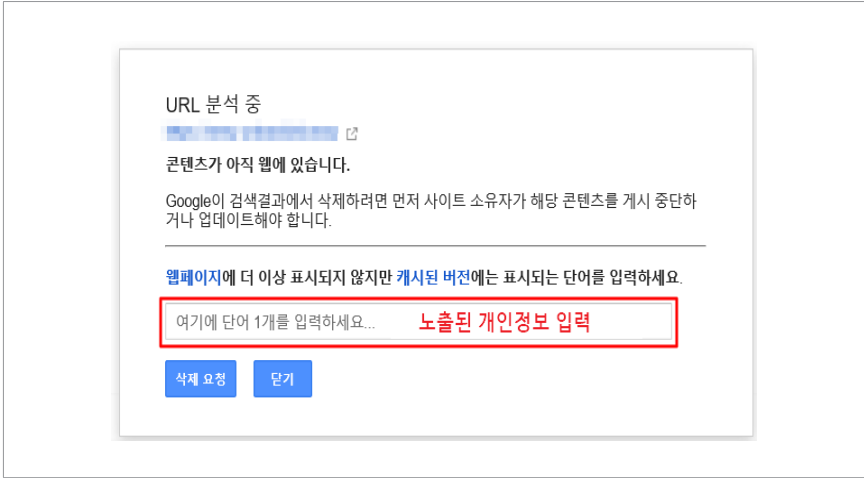 URL 분석 중
콘텐츠가 아직 웹에 있습니다.
Google이 검색결과에서 삭제하려면 먼저 사이트 소유자가 해당 콘텐츠를 게시 중단하
거나 업데이트해야 합니다.
웹페이지에 더 이상 표시되지 않지만 캐시된 버전에는 표시되는 단어를 입력하세요.
여기에 단어 1개를 입력하세요... 노출된 개인정보 입력
삭제 요청 닫기